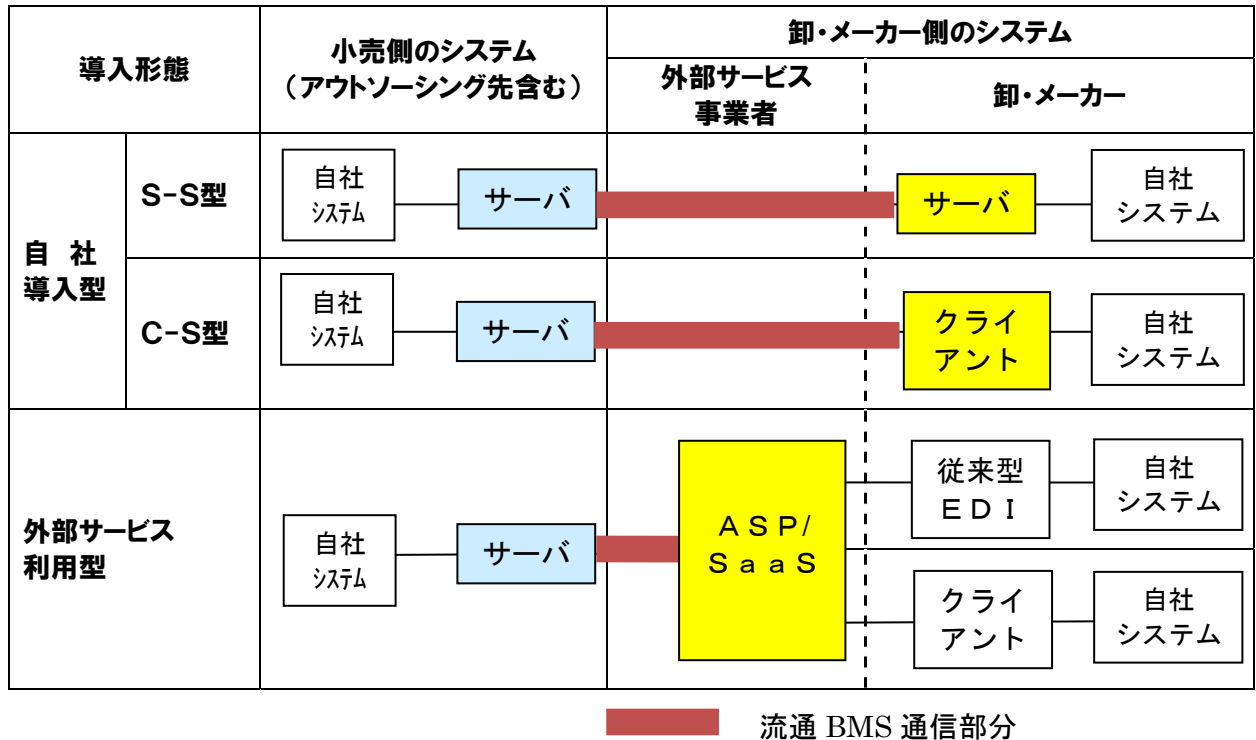 導入形態
小売側のシステム
(アウトソーシング先含む)
卸・メーカー側のシステム
外部サービス
事業者
卸・メーカー
自 社
導入型
S-S型
自社
ｼｽﾃﾑ
サーバ
サーバ
自社
システム
C-S型
自社
ｼｽﾃﾑ
サーバ
クライ
アント
自社
システム
外部サービス
利用型
自社
ｼｽﾃﾑ
サーバ
ＡＳＰ/
ＳａａＳ
従来型
ＥＤＩ
自社
システム
クライ
アント
自社
システム
流通 BMS 通信部分